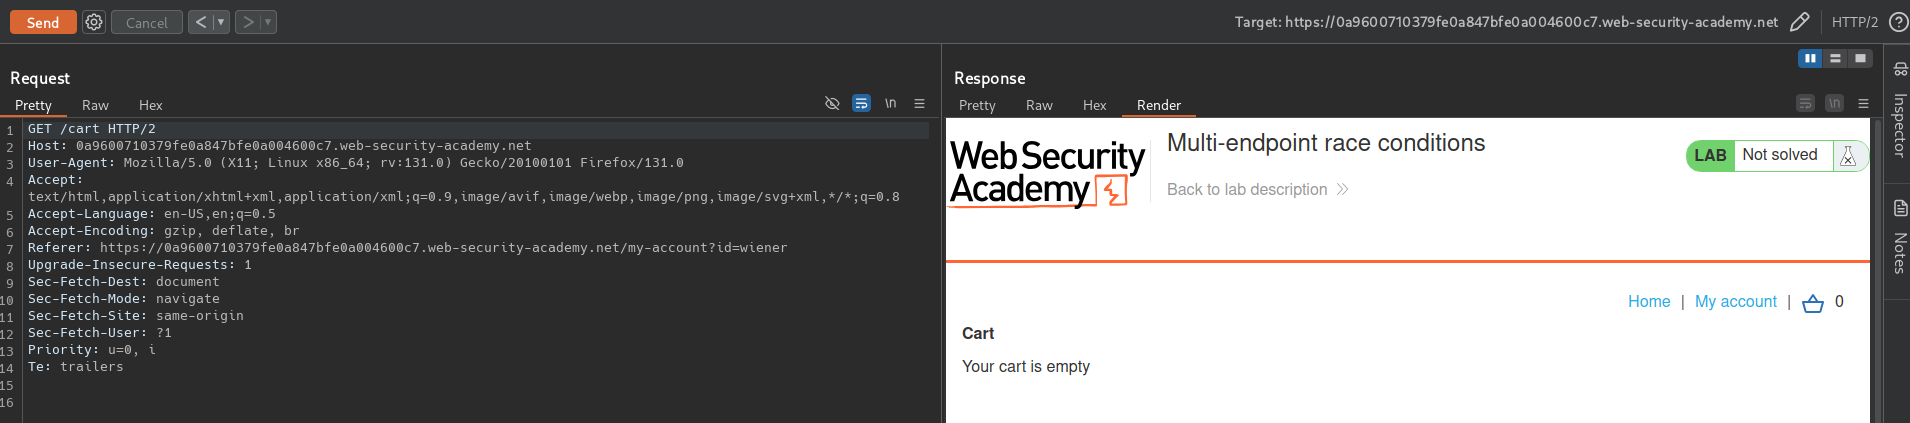 Send
Cancel
Target: https://0a9600710379fe0a847bfe0a004600c7.web-security-academy.net
HTTP/2
Request
Pretty Raw Hex
\n
1 GET /cart HTTP/2
2 Host: 0a9600710379fe0a847bfe0a004600c7.web-security-academy.net
3 User-Agent: Mozilla/5.0 (X11; Linux x86_64; rv:131.0) Gecko/20100101 Firefox/131.0
4 Accept:
text/html,application/xhtml+xml,application/xml;q=0.9,image/avif,image/webp,image/png,image/svg+xml,*/*;q=0.8
5 Accept-Language: en-US,en;q=0.5
6 Accept-Encoding: gzip, deflate, br
7 Referer: https://0a9600710379fe0a847bfe0a004600c7.web-security-academy.net/my-account?id=wiener
8 Upgrade-Insecure-Requests: 1
9 Sec-Fetch-Dest: document
10 Sec-Fetch-Mode: navigate
11 Sec-Fetch-Site: same-origin
12 Sec-Fetch-User: ?1
13 Priority: u=0, i
14 Te: trailers
15
16
Response
Pretty Raw Hex Render
\n
Web Security
Academy
Multi-endpoint race conditions
Back to lab description
LAB Not solved
Home | My account | 0
Cart
Your cart is empty
Inspector
Notes